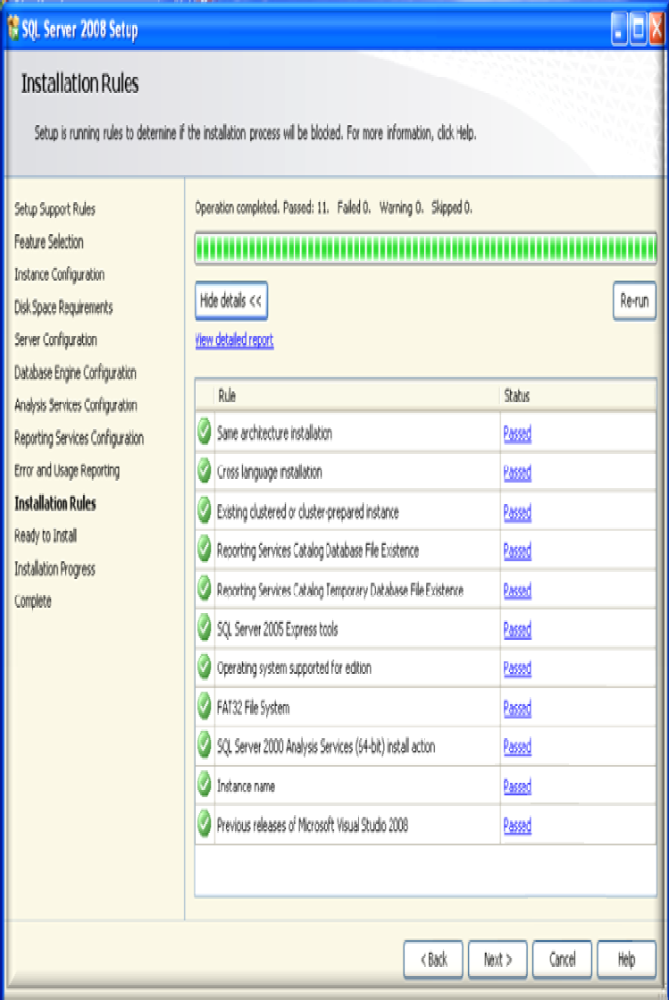 SQL Server 2008 Setup
Installation Rules
Setup is running rules to determine if the installation process will be blocked. For more information, click Help.
Setup Support Rules
Feature Selection
Instance Configuration
Disk Space Requirements
Server Configuration
Database Engine Configuration
Analysis Services Configuration
Reporting Services Configuration
Error and Usage Reporting
Installation Rules
Ready to Install
Installation Progress
Complete
Operation completed. Passed: 11. Failed 0. Warning 0. Skipped 0.
Hide details <<
Re-run
View detailed report
Rule Status
Same architecture installation Passed
Cross language installation Passed
Existing clustered or cluster-prepared instance Passed
Reporting Services Catalog Database File Existence Passed
Reporting Services Catalog Temporary Database File Existence Passed
SQL Server 2005 Express tools Passed
Operating system supported for edition Passed
FAT32 File System Passed
SQL Server 2000 Analysis Services (64-bit) install action Passed
Instance name Passed
Previous releases of Microsoft Visual Studio 2008 Passed
< Back Next > Cancel Help